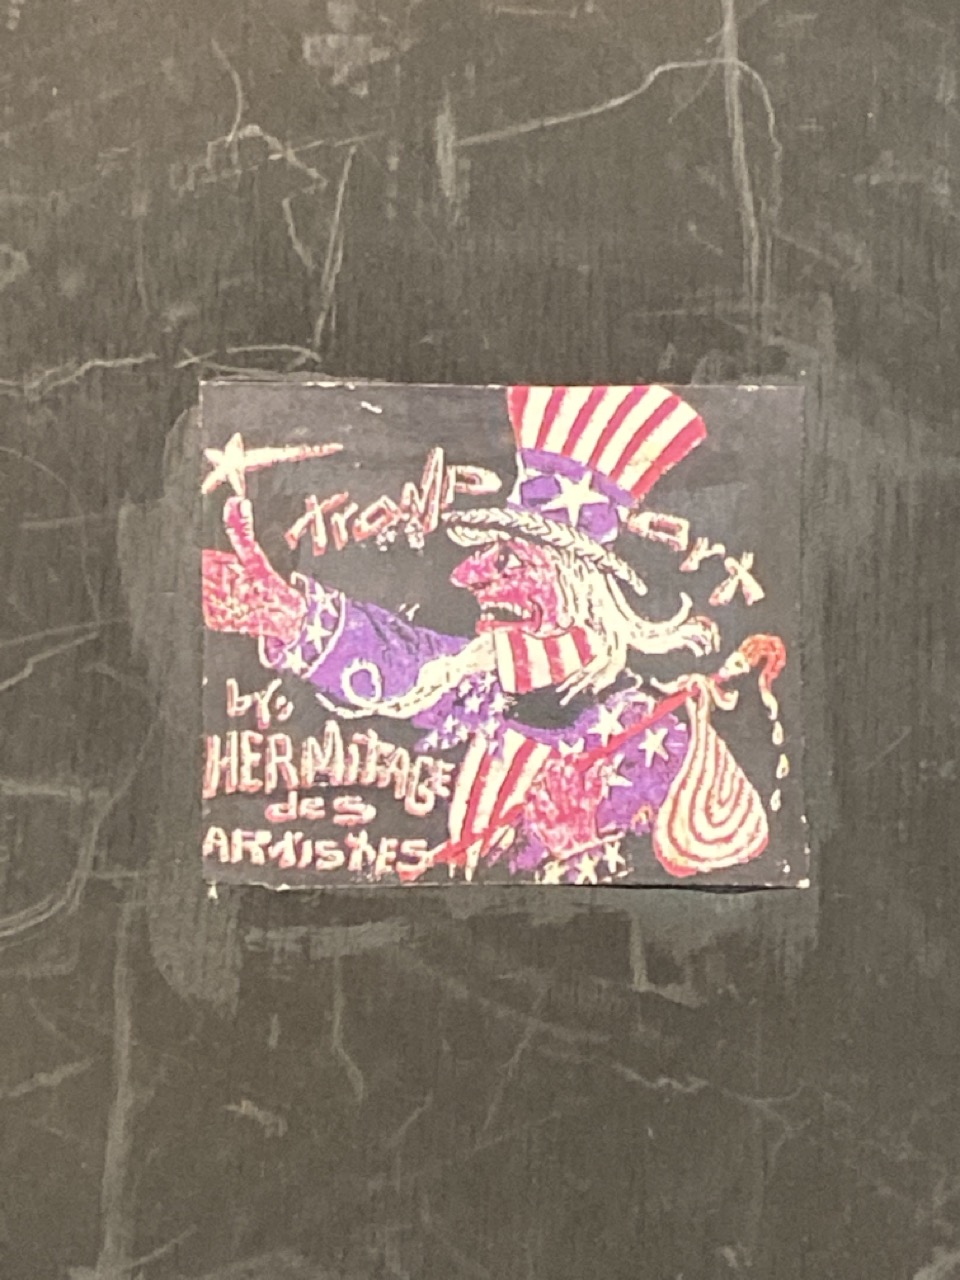 tramp art
by:
HERMITAGE
des
ARtistES